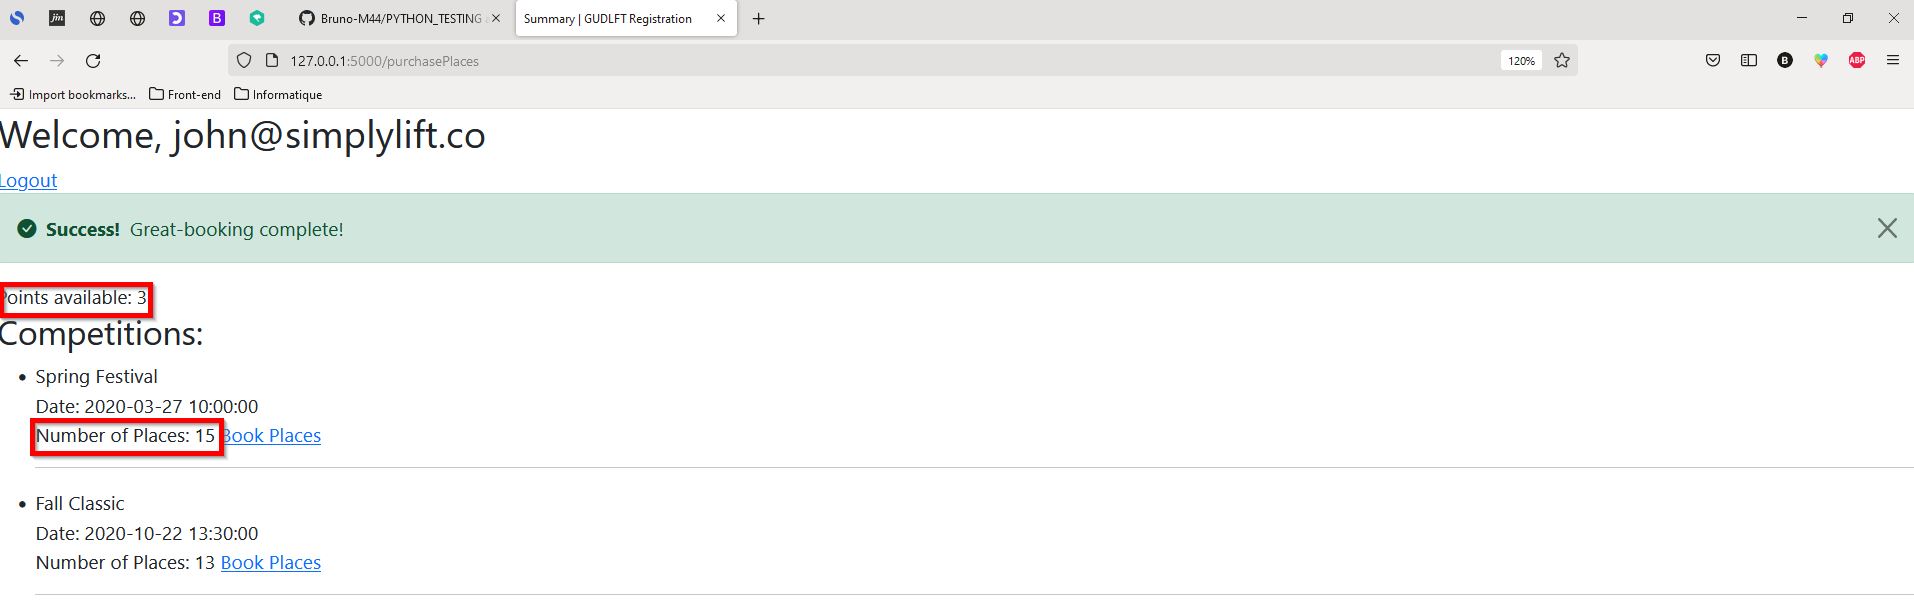 Bruno-M44/PYTHON_TESTING
Summary | GUDLFT Registration
127.0.0.1:5000/purchasePlaces
120%
Import bookmarks...
Front-end
Informatique
Welcome, john@simplylift.co
Logout
Success! Great-booking complete!
Points available: 3
Competitions:
Spring Festival
Date: 2020-03-27 10:00:00
Number of Places: 15 Book Places
Fall Classic
Date: 2020-10-22 13:30:00
Number of Places: 13 Book Places